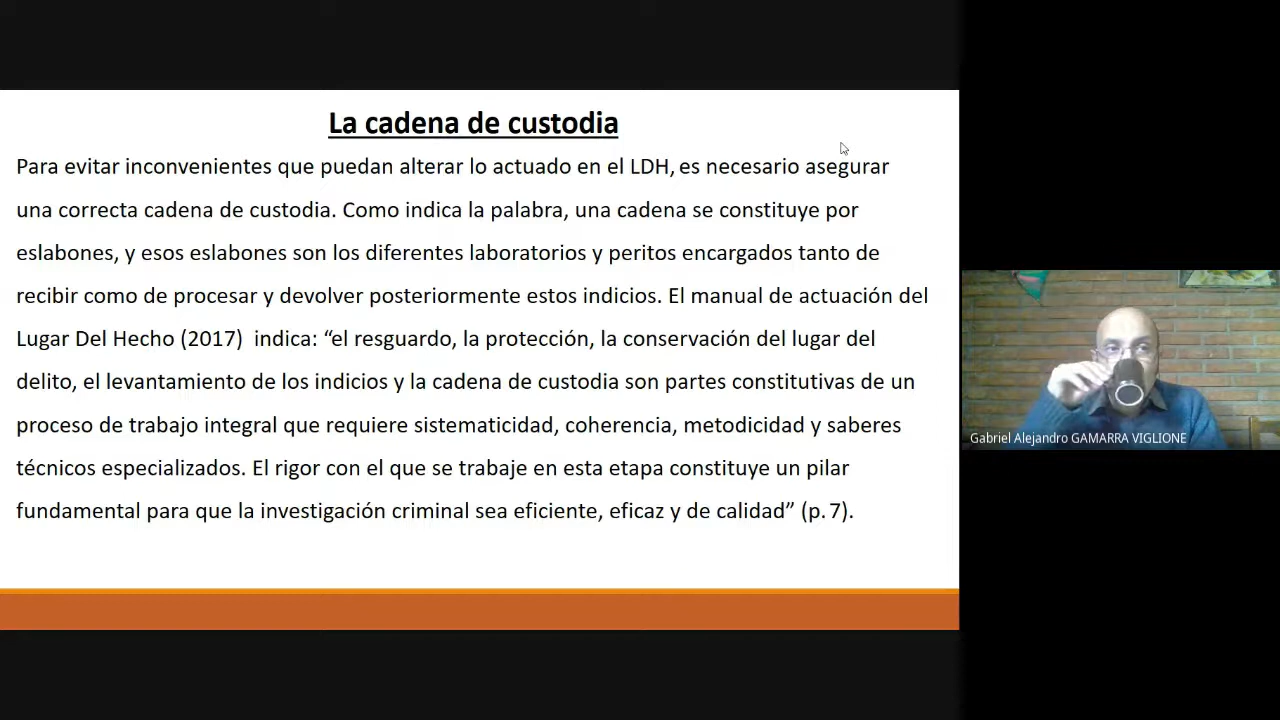 La cadena de custodia
Para evitar inconvenientes que puedan alterar lo actuado en el LDH, es necesario asegurar
una correcta cadena de custodia. Como indica la palabra, una cadena se constituye por
eslabones, y esos eslabones son los diferentes laboratorios y peritos encargados tanto de
recibir como de procesar y devolver posteriormente estos indicios. El manual de actuación del
Lugar Del Hecho (2017) indica: “el resguardo, la protección, la conservación del lugar del
delito, el levantamiento de los indicios y la cadena de custodia son partes constitutivas de un
proceso de trabajo integral que requiere sistematicidad, coherencia, metodicidad y saberes
técnicos especializados. El rigor con el que se trabaje en esta etapa constituye un pilar
fundamental para que la investigación criminal sea eficiente, eficaz y de calidad” (p. 7).
Gabriel Alejandro GAMARRA VIGLIONE